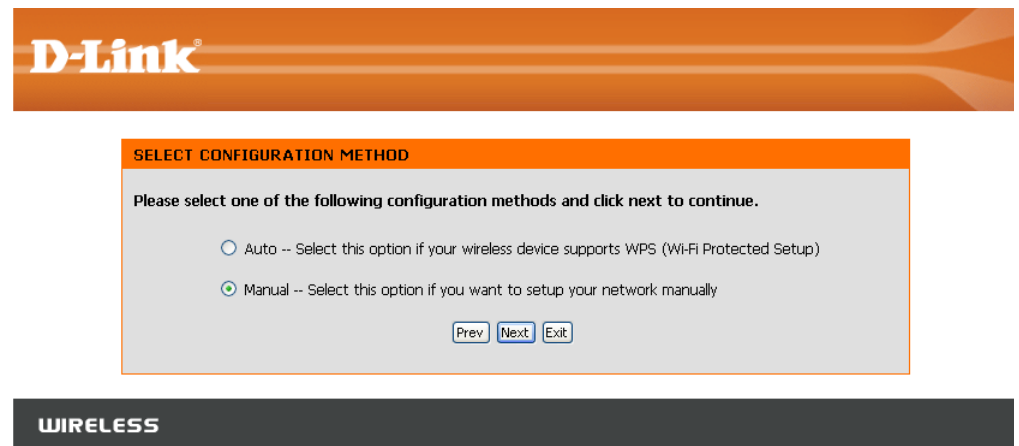 D-Link®
SELECT CONFIGURATION METHOD
Please select one of the following configuration methods and click next to continue.
Auto -- Select this option if your wireless device supports WPS (Wi-Fi Protected Setup)
Manual -- Select this option if you want to setup your network manually
Prev Next Exit
WIRELESS